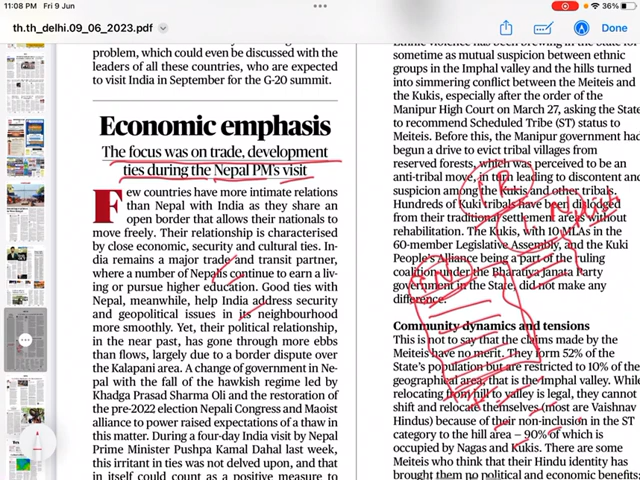 11:08 PM Fri 9 Jun
36%
th.th_delhi.09_06_2023.pdf
Done
problem, which could even be discussed with the
leaders of all these countries, who are expected
to visit India in September for the G-20 summit.
Economic emphasis
The focus was on trade, development
ties during the Nepal PM's visit
Few countries have more intimate relations
than Nepal with India as they share an
open border that allows their nationals to
move freely. Their relationship is characterised
by close economic, security and cultural ties. In-
dia remains a major trade and transit partner,
where a number of Nepalis continue to earn a liv-
ing or pursue higher education. Good ties with
Nepal, meanwhile, help India address security
and geopolitical issues in its neighbourhood
more smoothly. Yet, their political relationship,
in the near past, has gone through more ebbs
than flows, largely due to a border dispute over
the Kalapani area. A change of government in Ne-
pal with the fall of the hawkish regime led by
Khadga Prasad Sharma Oli and the restoration of
the pre-2022 election Nepali Congress and Maoist
alliance to power raised expectations of a thaw in
this matter. During a four-day India visit by Nepal
Prime Minister Pushpa Kamal Dahal last week,
this irritant in ties was not delved upon, and that
in itself could count as a positive measure to
Ethnic violence has been brewing in the State for
sometime as mutual suspicion between ethnic
groups in the Imphal valley and the hills turned
into simmering conflict between the Meiteis and
the Kukis, especially after the order of the
Manipur High Court on March 27, asking the State
to recommend Scheduled Tribe (ST) status to
Meiteis. Before this, the Manipur government had
begun a drive to evict tribal villages from
reserved forests, which was perceived to be an
anti-tribal move, in turn leading to discontent and
suspicion among the Kukis and other tribals.
Hundreds of Kuki tribals have been dislodged
from their traditional settlement areas without
rehabilitation. The Kukis, with 10 MLAs in the
60-member Legislative Assembly, and the Kuki
People's Alliance being a part of the ruling
coalition under the Bharatiya Janata Party
government in the State, did not make any
difference.
Community dynamics and tensions
This is not to say that the claims made by the
Meiteis have no merit. They form 52% of the
State's population but are restricted to 10% of the
geographical area, that is the Imphal valley. While
relocating from hill to valley is legal, they cannot
shift and relocate themselves (most are Vaishnav
Hindus) because of their non-inclusion in the ST
category to the hill area – 90% of which is
occupied by Nagas and Kukis. There are some
Meiteis who think that their Hindu identity has
brought them political and economic benefits;